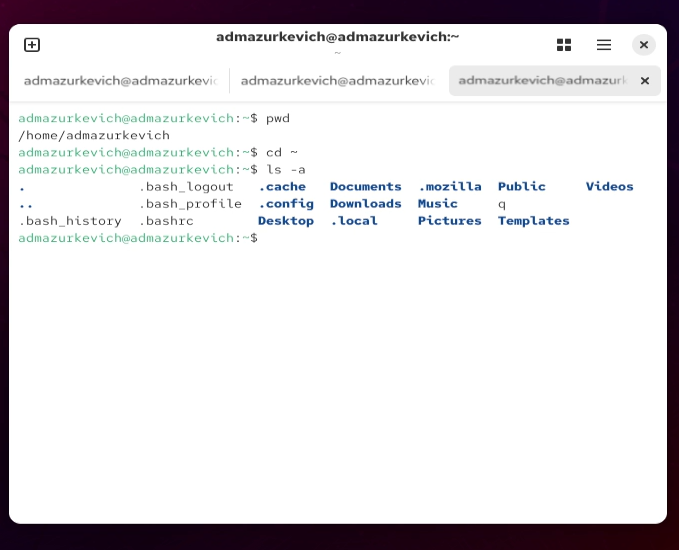 admazurkevich@admazurkevich:~
~
admazurkevich@admazurkevic admazurkevich@admazurkevic admazurkevich@admazurk
admazurkevich@admazurkevich:~$ pwd
/home/admazurkevich
admazurkevich@admazurkevich:~$ cd ~
admazurkevich@admazurkevich:~$ ls -a
. .bash_logout .cache Documents .mozilla Public Videos
.. .bash_profile .config Downloads Music q
.bash_history .bashrc Desktop .local Pictures Templates
admazurkevich@admazurkevich:~$